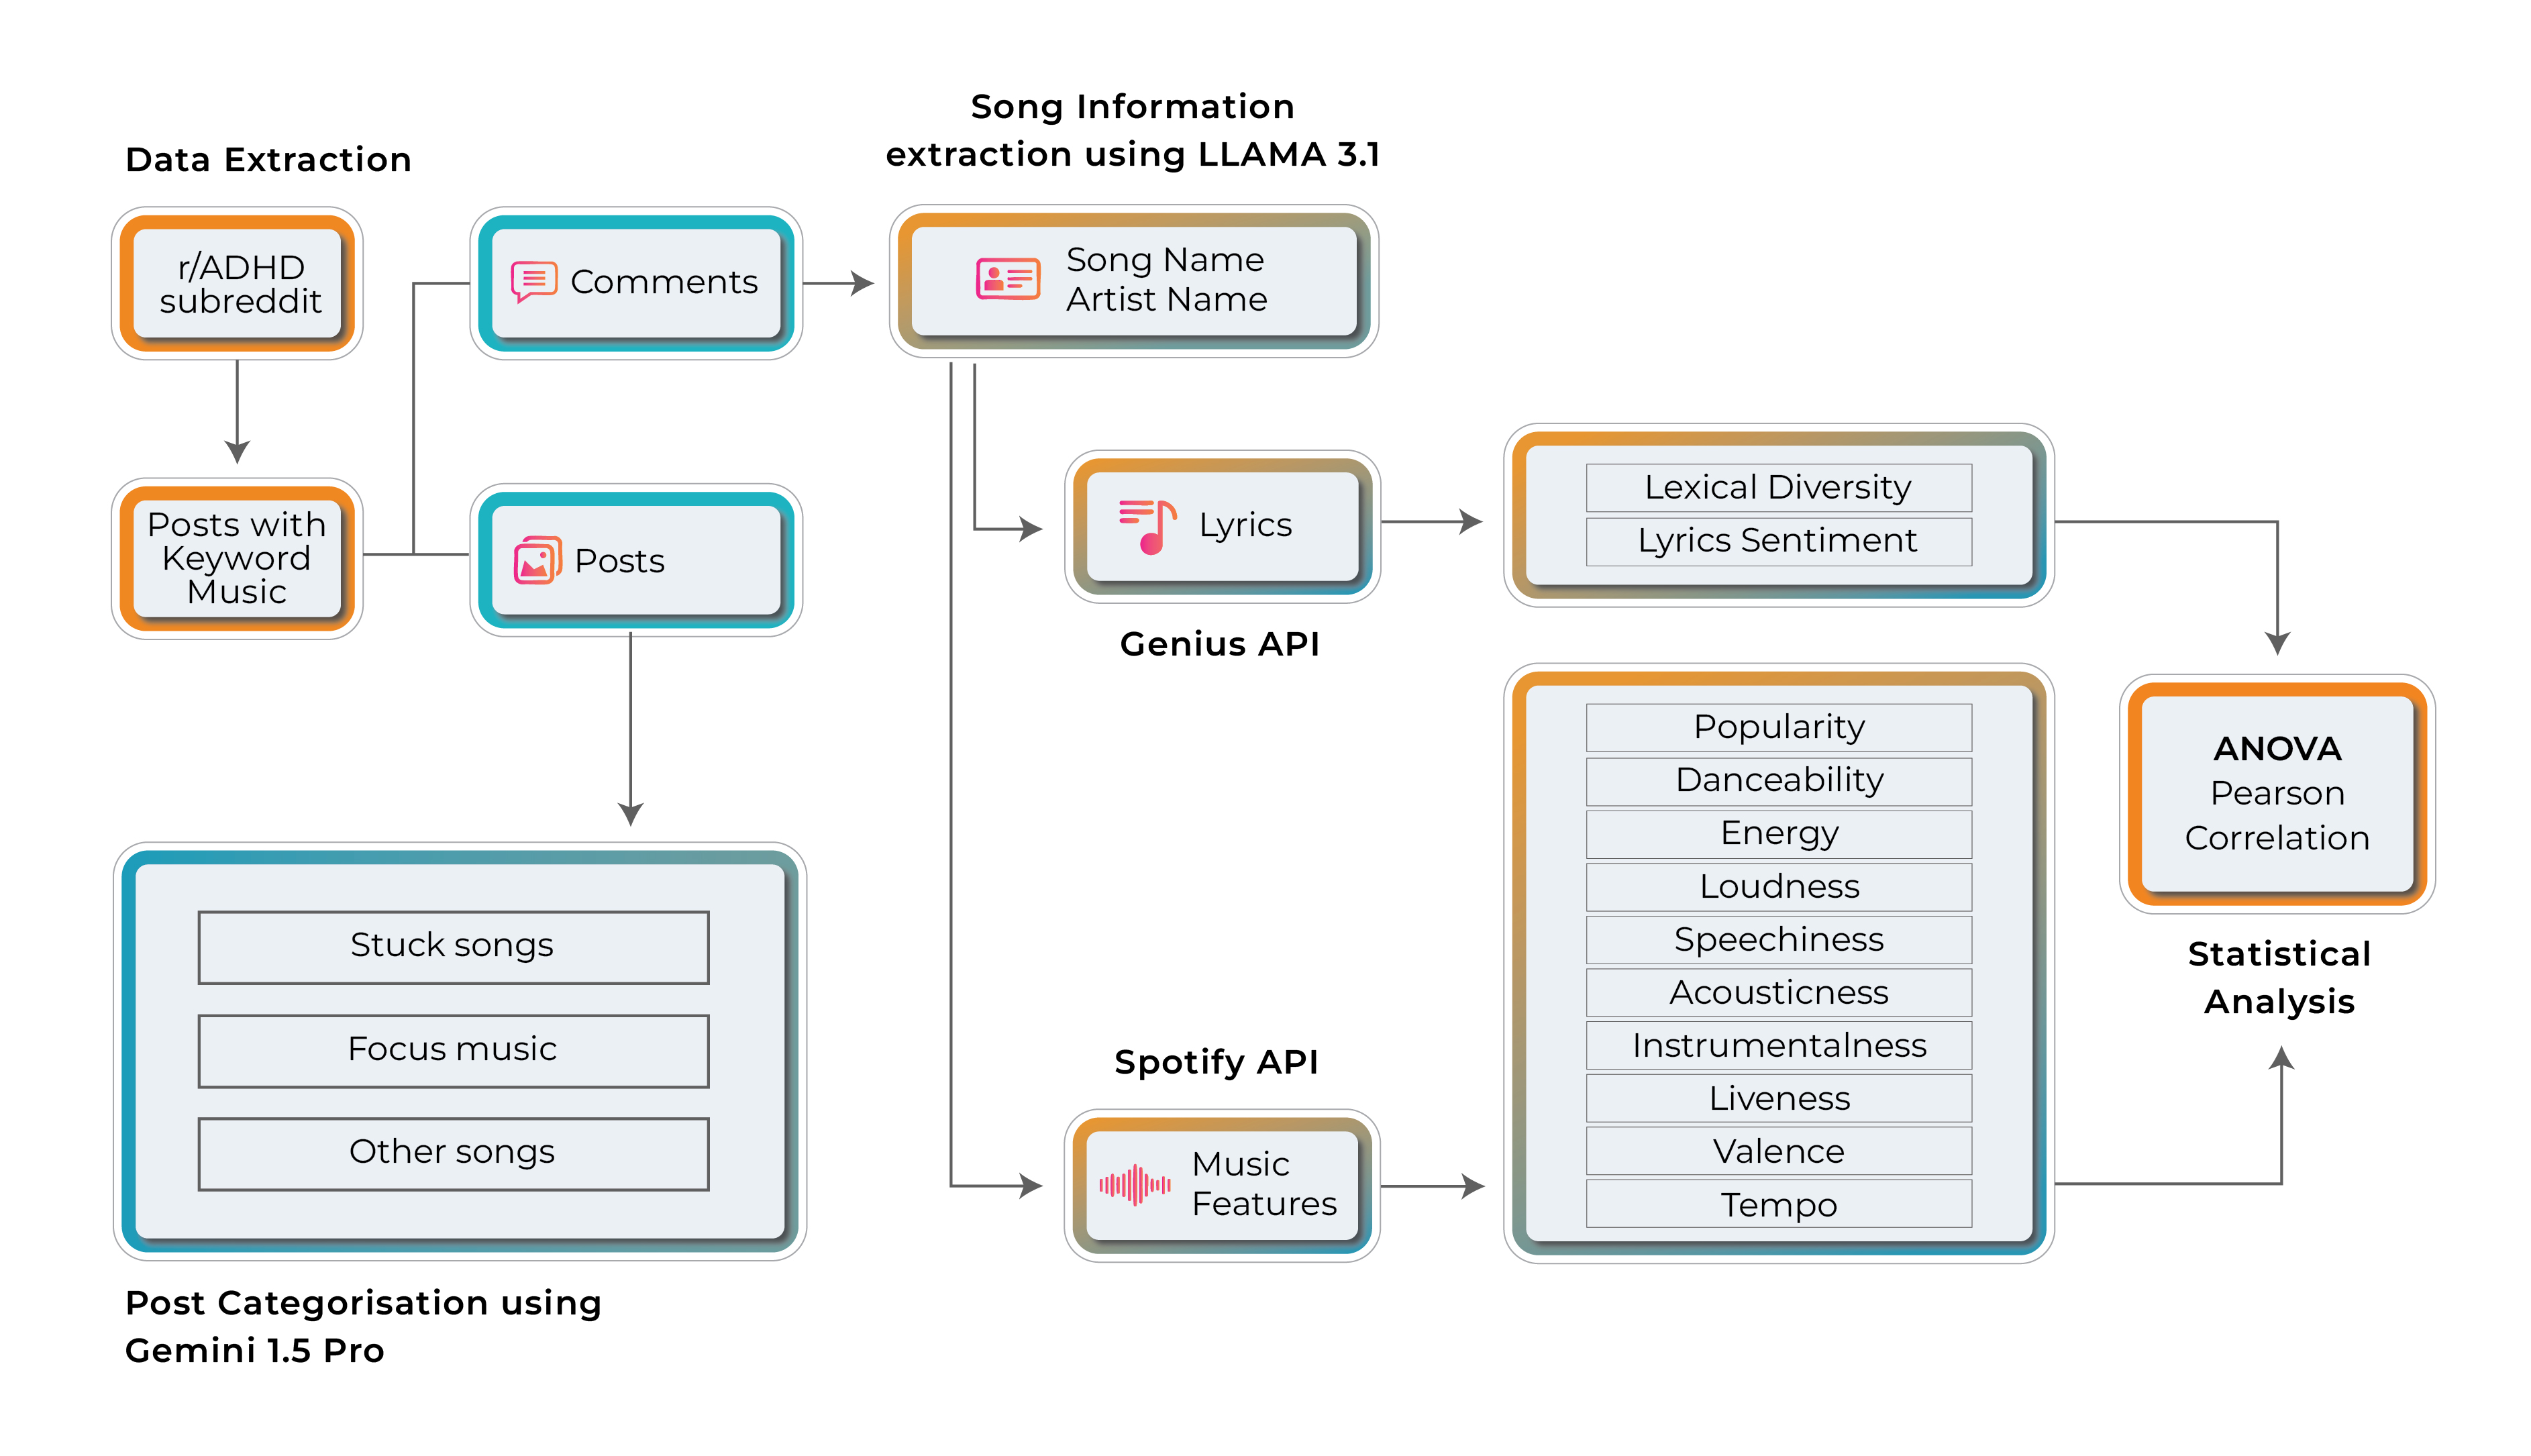 Data Extraction
r/ADHD
subreddit
Posts with
Keyword
Music
Comments
Posts
Stuck songs
Focus music
Other songs
Post Categorisation using
Gemini 1.5 Pro
Song Information
extraction using LLAMA 3.1
Song Name
Artist Name
Lyrics
Genius API
Spotify API
Music
Features
Lexical Diversity
Lyrics Sentiment
Popularity
Danceability
Energy
Loudness
Speechiness
Acousticness
Instrumentalness
Liveness
Valence
Tempo
ANOVA
Pearson
Correlation
Statistical
Analysis